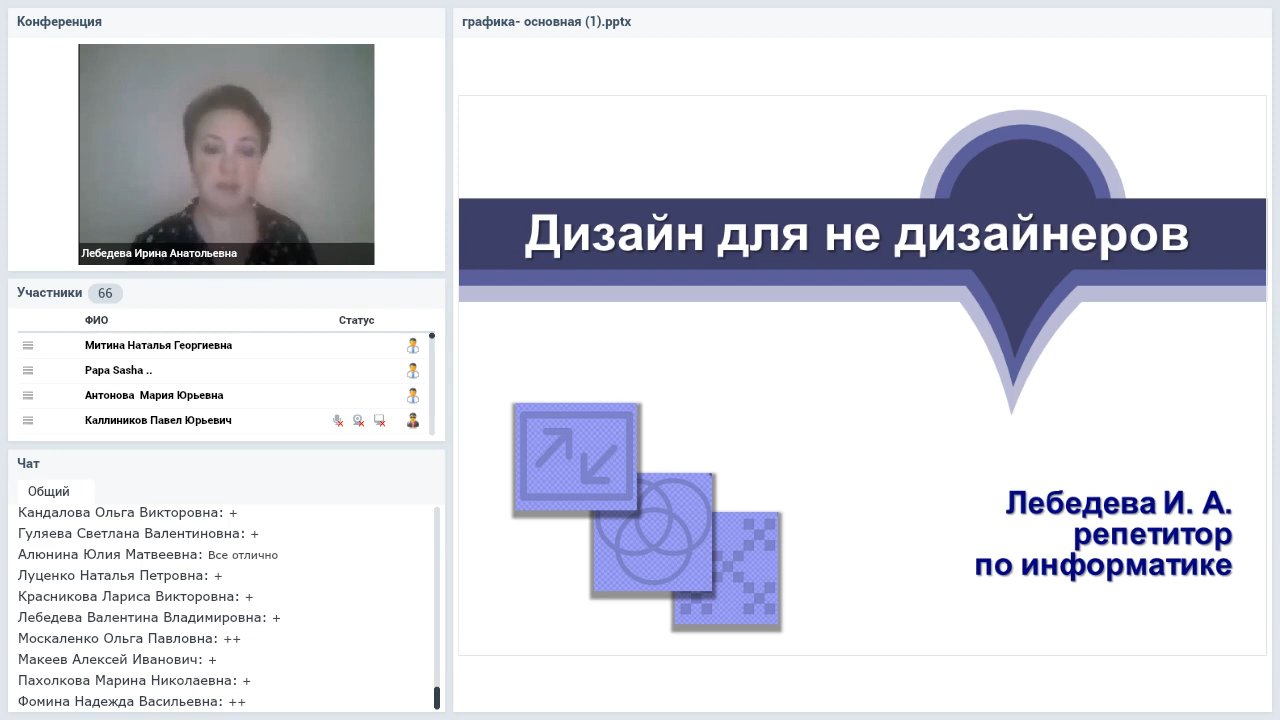 Конференция
Лебедева Ирина Анатольевна
Участники 66
ФИО Статус
Митина Наталья Георгиевна
Papa Sasha ..
Антонова Мария Юрьевна
Каллиников Павел Юрьевич
Чат
Общий
Кандалова Ольга Викторовна: +
Гуляева Светлана Валентиновна: +
Алюнина Юлия Матвеевна: Все отлично
Луценко Наталья Петровна: +
Красникова Лариса Викторовна: +
Лебедева Валентина Владимировна: +
Москаленко Ольга Павловна: ++
Макеев Алексей Иванович: +
Пахолкова Марина Николаевна: +
Фомина Надежда Васильевна: ++
графика- основная (1).pptx
Дизайн для не дизайнеров
Лебедева И. А.
репетитор
по информатике